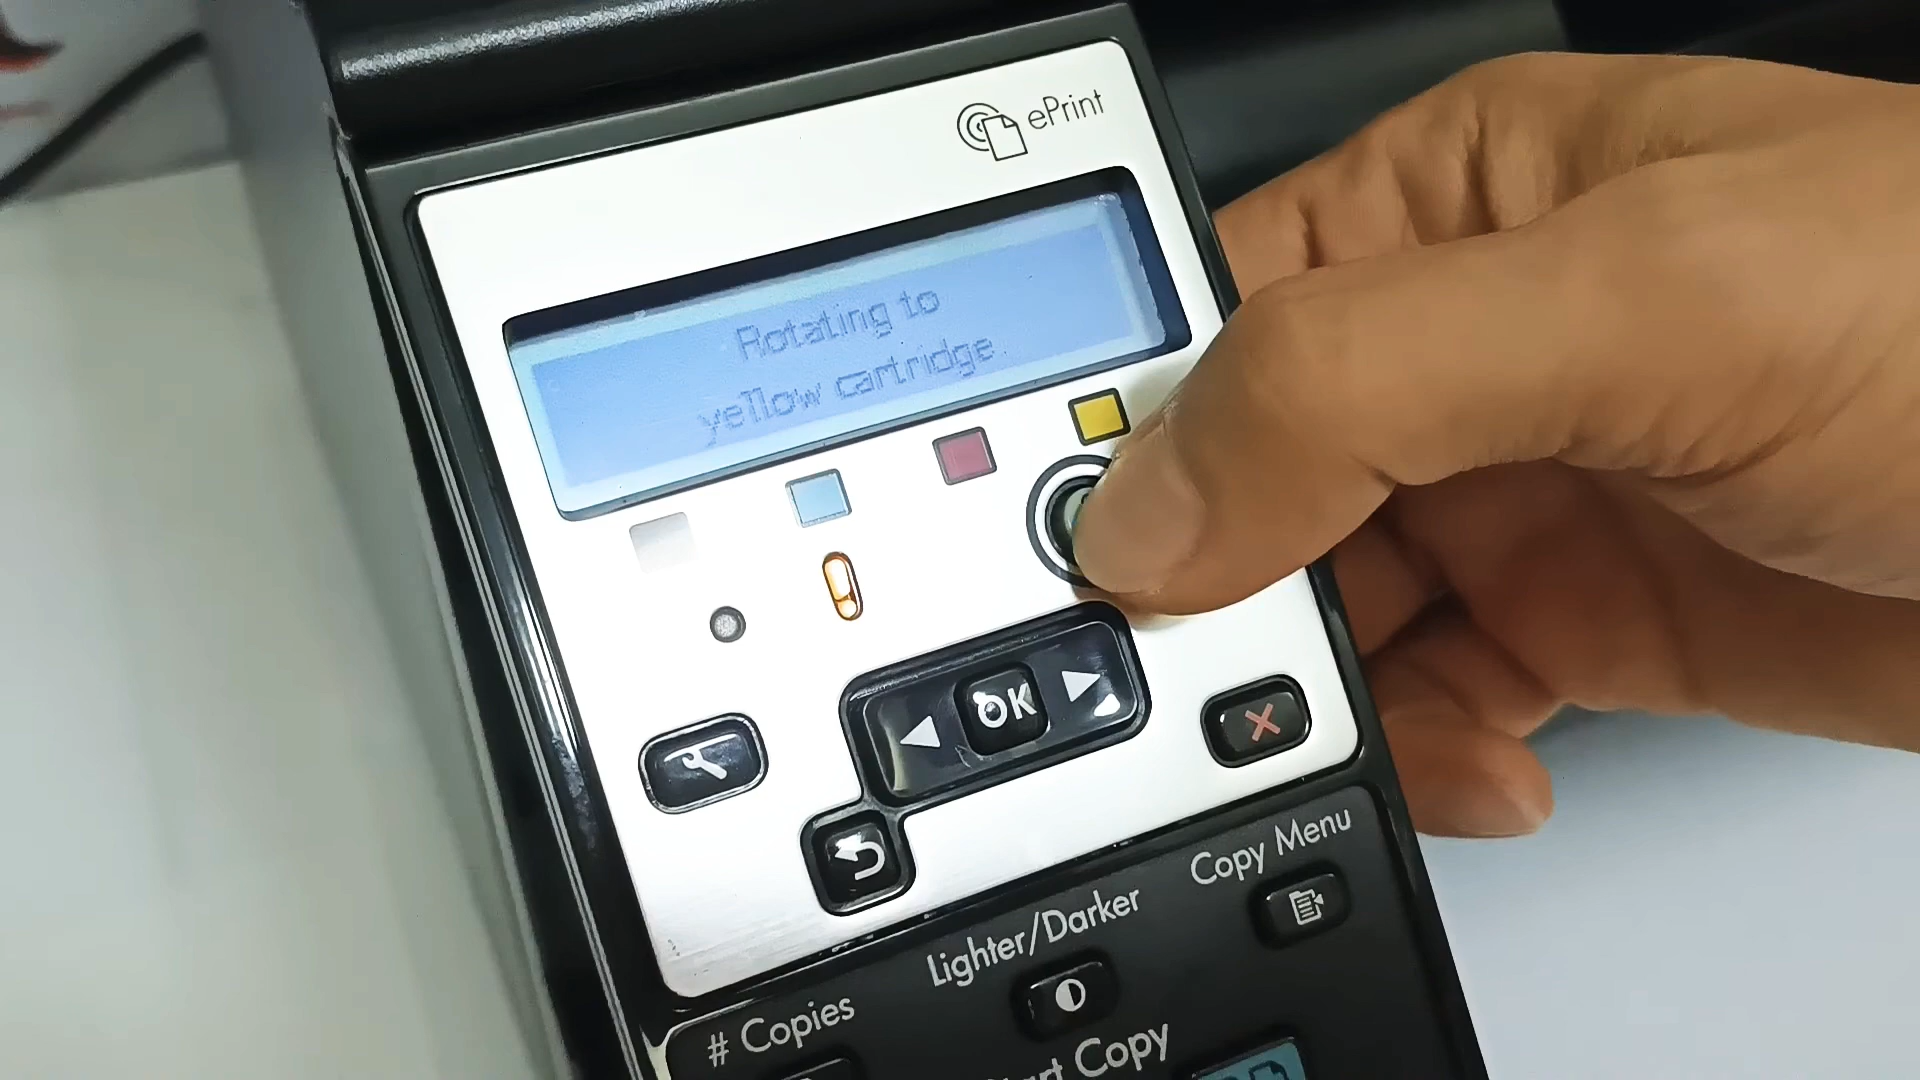 ePrint
Rotating to
yellow cartridge
OK
Copy Menu
Lighter/Darker
# Copies
Copy